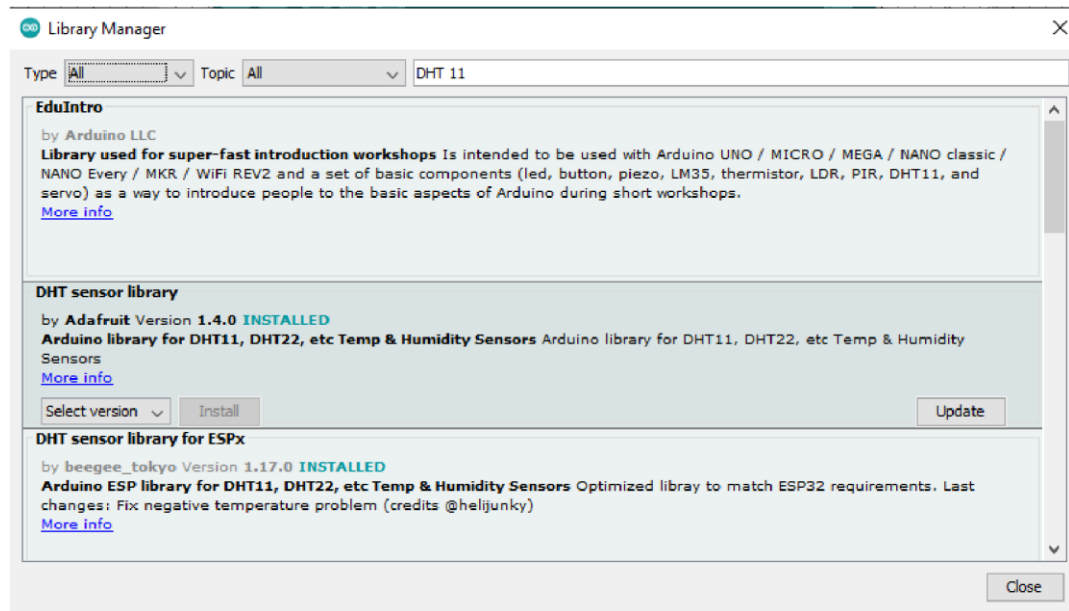 Library Manager
Type All Topic All DHT 11
EduIntro
by Arduino LLC
Library used for super-fast introduction workshops Is intended to be used with Arduino UNO / MICRO / MEGA / NANO classic /
NANO Every / MKR / WiFi REV2 and a set of basic components (led, button, piezo, LM35, thermistor, LDR, PIR, DHT11, and
servo) as a way to introduce people to the basic aspects of Arduino during short workshops.
More info
DHT sensor library
by Adafruit Version 1.4.0 INSTALLED
Arduino library for DHT11, DHT22, etc Temp & Humidity Sensors Arduino library for DHT11, DHT22, etc Temp & Humidity
Sensors
More info
Select version Install Update
DHT sensor library for ESPx
by beegee_tokyo Version 1.17.0 INSTALLED
Arduino ESP library for DHT11, DHT22, etc Temp & Humidity Sensors Optimized libray to match ESP32 requirements. Last
changes: Fix negative temperature problem (credits @helijunky)
More info
Close